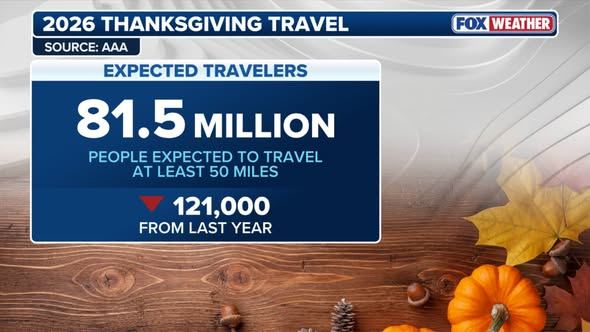 2026 THANKSGIVING TRAVEL
FOX WEATHER
SOURCE: AAA
EXPECTED TRAVELERS
81.5 MILLION
PEOPLE EXPECTED TO TRAVEL
AT LEAST 50 MILES
121,000
FROM LAST YEAR